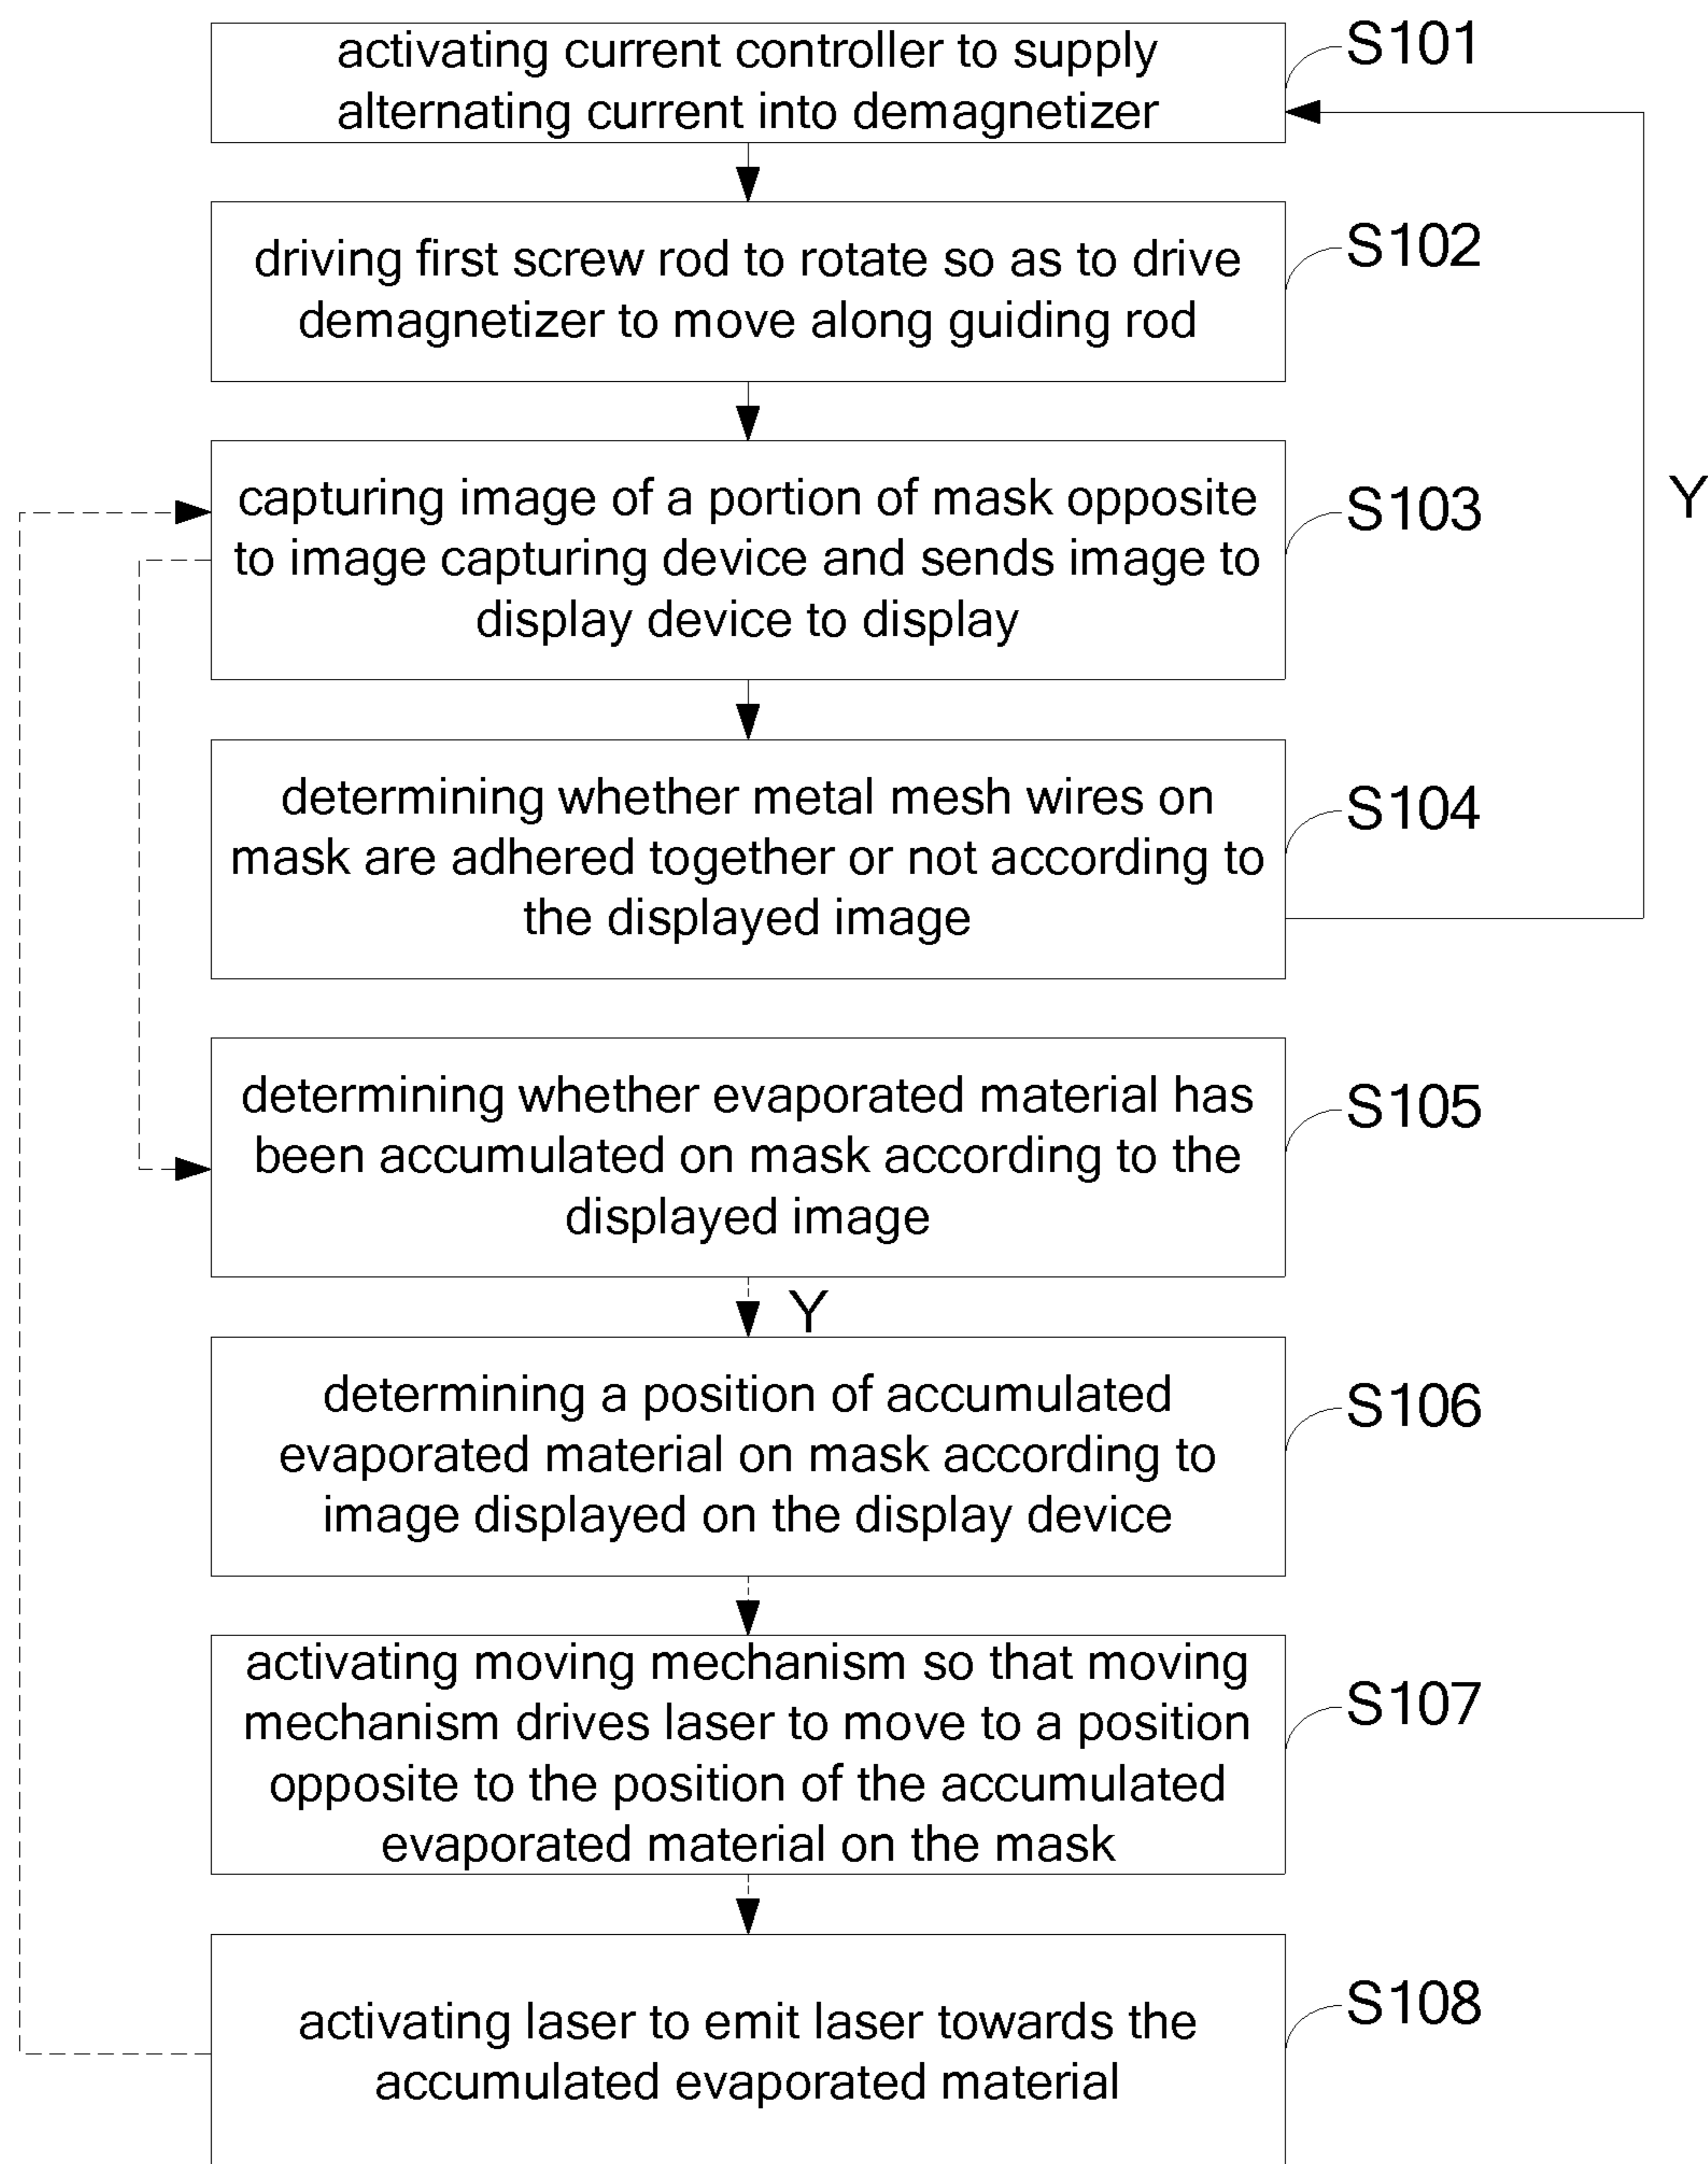 activating current controller to supply
alternating current into demagnetizer
S101
driving first screw rod to rotate so as to drive
demagnetizer to move along guiding rod
S102
capturing image of a portion of mask opposite
to image capturing device and sends image to
display device to display
S103
Y
determining whether metal mesh wires on
mask are adhered together or not according to
the displayed image
S104
determining whether evaporated material has
been accumulated on mask according to the
displayed image
S105
Y
determining a position of accumulated
evaporated material on mask according to
image displayed on the display device
S106
activating moving mechanism so that moving
mechanism drives laser to move to a position
opposite to the position of the accumulated
evaporated material on the mask
S107
activating laser to emit laser towards the
accumulated evaporated material
S108